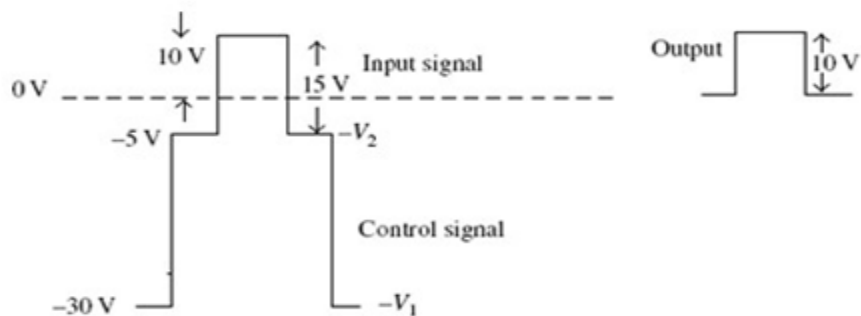 10 V
Input signal
Output
10 V
0 V
15 V
–5 V
–V₂
Control signal
–30 V
–V₁